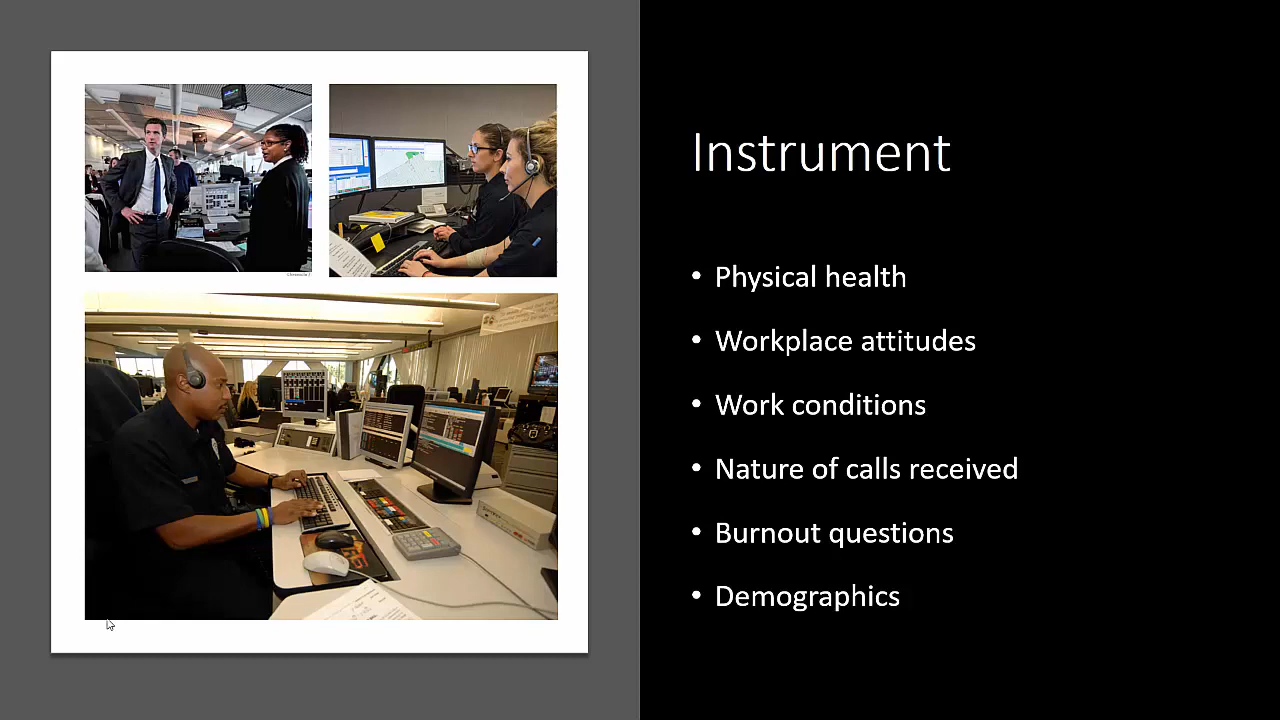 Instrument
• Physical health
• Workplace attitudes
• Work conditions
• Nature of calls received
• Burnout questions
• Demographics